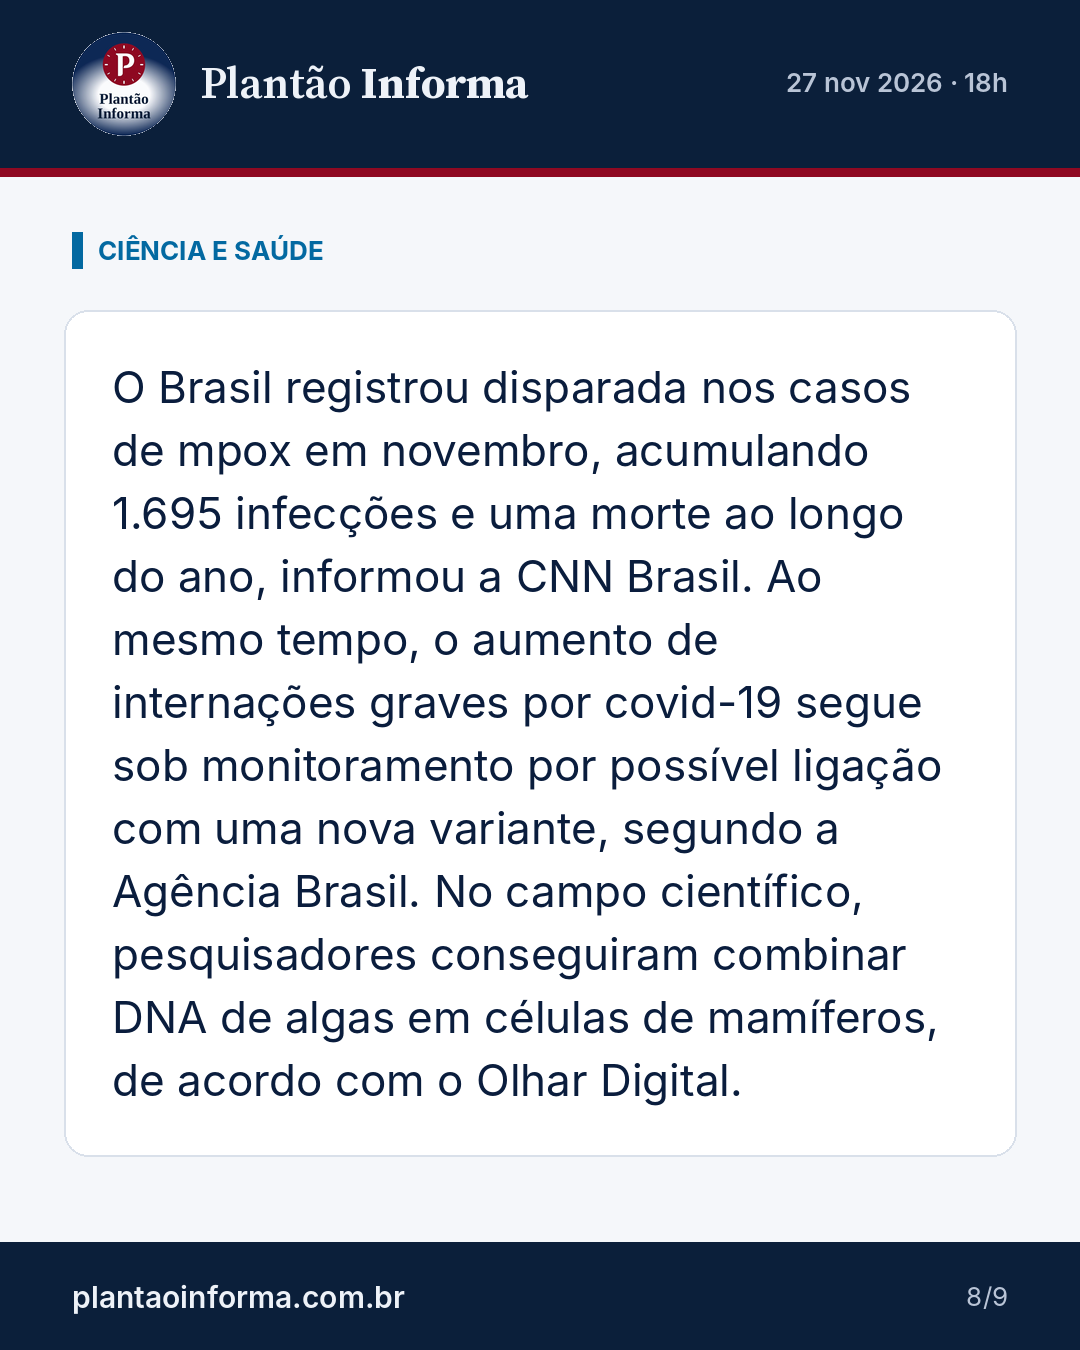 P
Plantão
Informa
Plantão Informa
27 nov 2026 · 18h
CIÊNCIA E SAÚDE
O Brasil registrou disparada nos casos
de mpox em novembro, acumulando
1.695 infecções e uma morte ao longo
do ano, informou a CNN Brasil. Ao
mesmo tempo, o aumento de
internações graves por covid-19 segue
sob monitoramento por possível ligação
com uma nova variante, segundo a
Agência Brasil. No campo científico,
pesquisadores conseguiram combinar
DNA de algas em células de mamíferos,
de acordo com o Olhar Digital.
plantaoinforma.com.br
8/9